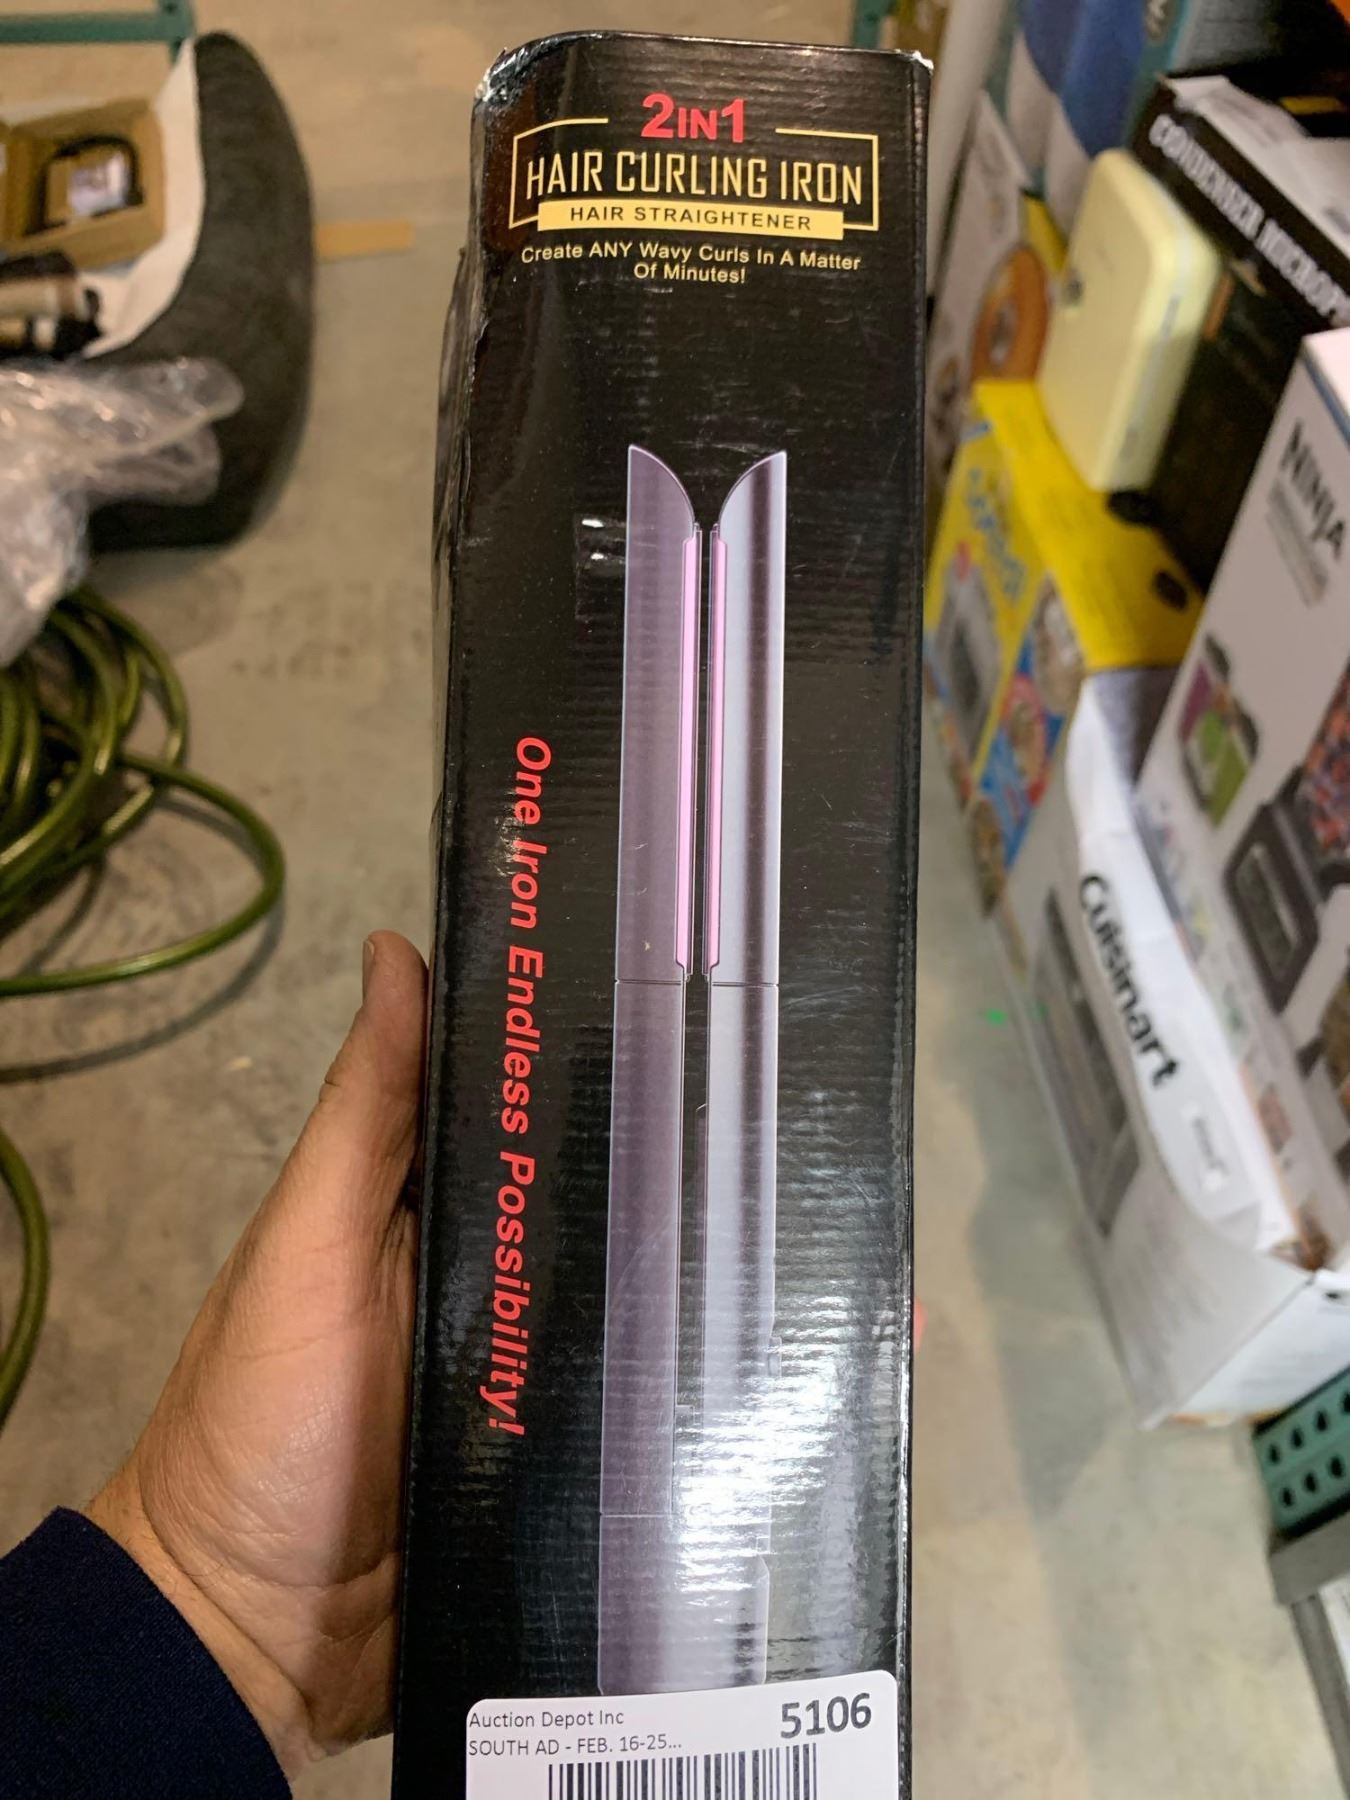 2IN1
HAIR CURLING IRON
HAIR STRAIGHTENER
Create ANY Wavy Curls In A Matter
Of Minutes!
One Iron Endless Possibility!
Auction Depot Inc
5106
SOUTH AD - FEB. 16-25...
NINJA
Cuisinart